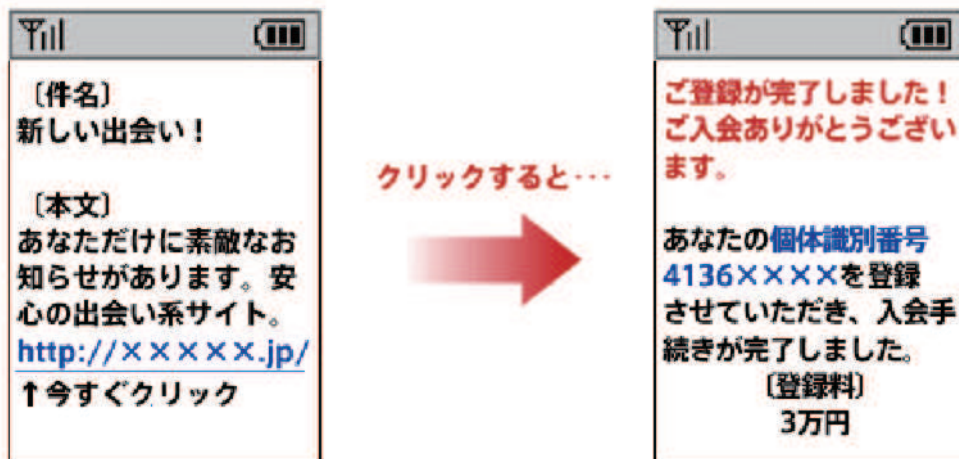 〔件名〕
新しい出会い！
〔本文〕
あなただけに素敵なお
知らせがあります。安
心の出会い系サイト。
http://×××××.jp/
↑今すぐクリック
クリックすると･･･
ご登録が完了しました！
ご入会ありがとうござい
ます。
あなたの個体識別番号
4136××××を登録
させていただき、入会手
続きが完了しました。
〔登録料〕
3万円